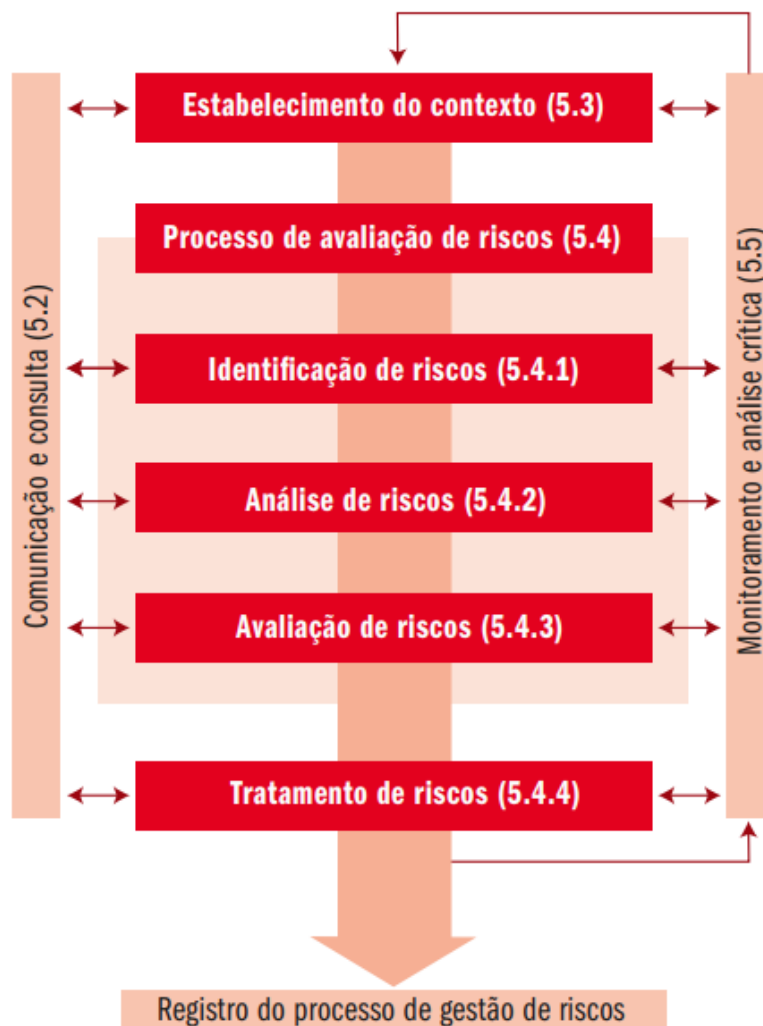 Estabelecimento do contexto (5.3)
Processo de avaliação de riscos (5.4)
Identificação de riscos (5.4.1)
Análise de riscos (5.4.2)
Avaliação de riscos (5.4.3)
Tratamento de riscos (5.4.4)
Comunicação e consulta (5.2)
Monitoramento e análise crítica (5.5)
Registro do processo de gestão de riscos